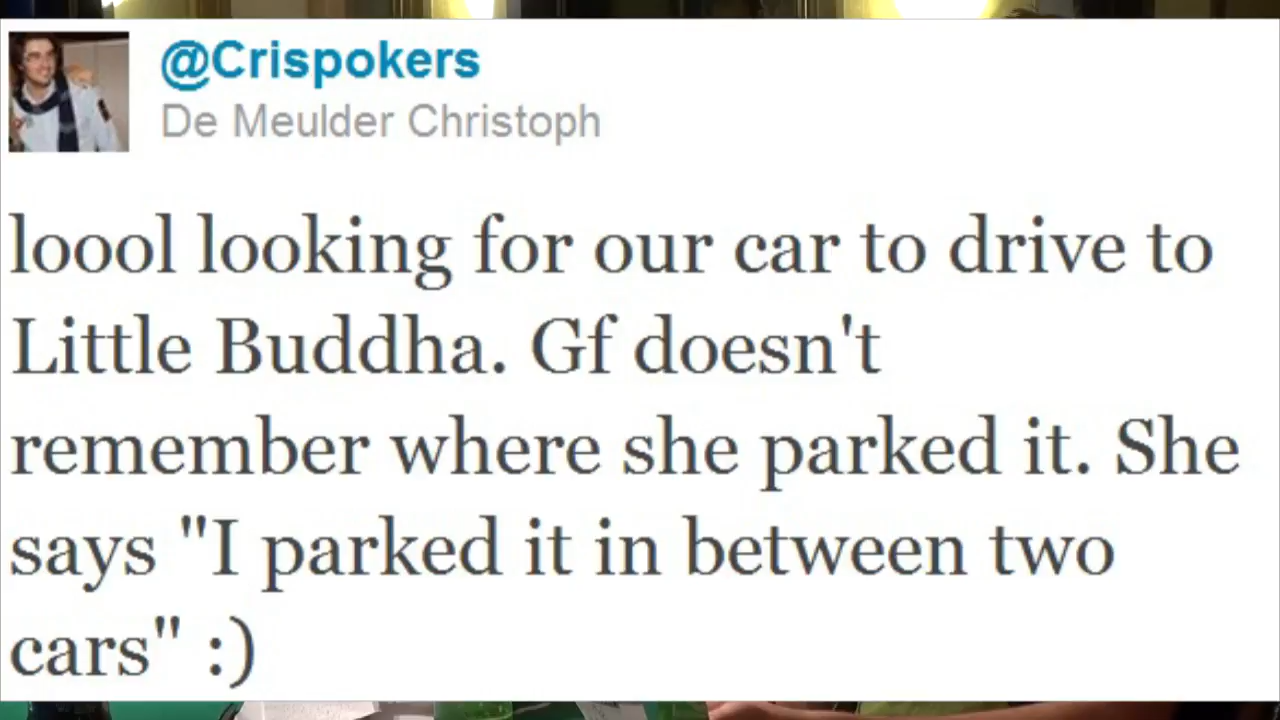 @Crispokers
De Meulder Christoph
loool looking for our car to drive to
Little Buddha. Gf doesn't
remember where she parked it. She
says "I parked it in between two
cars" :)